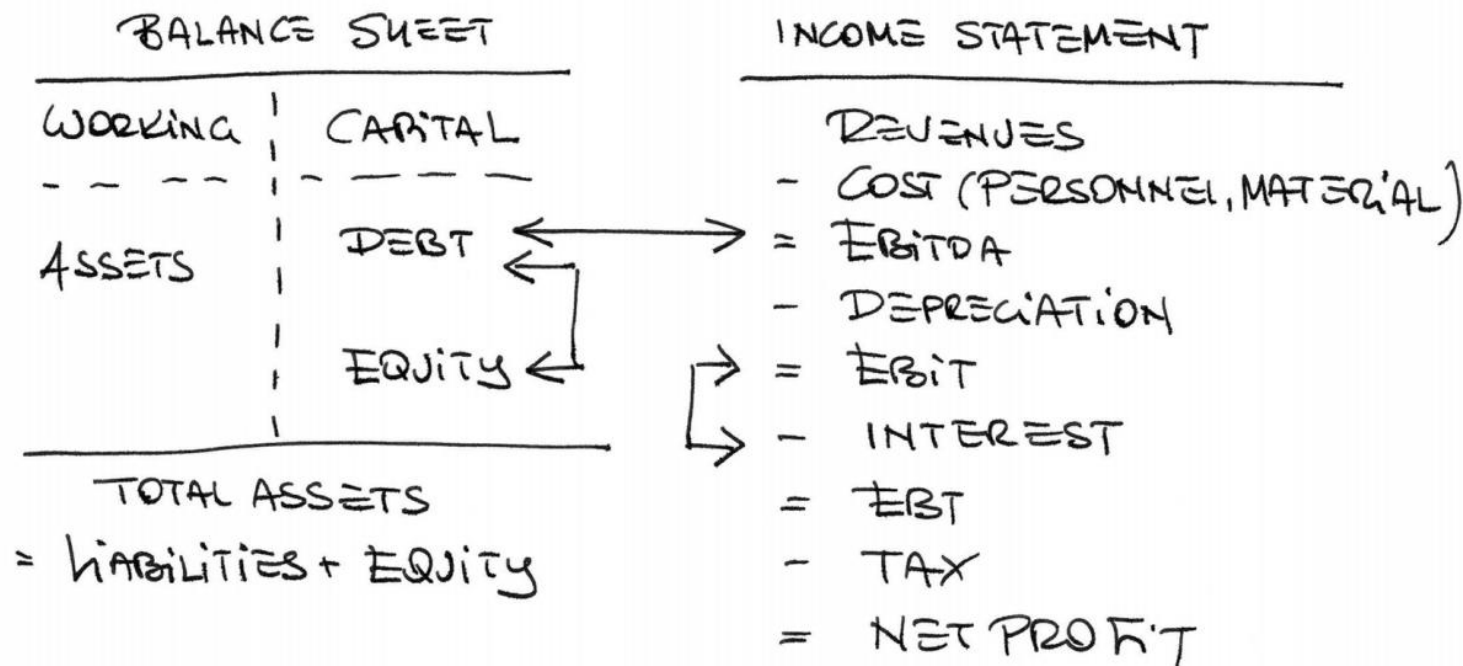 BALANCE SHEET
WORKING CAPITAL
ASSETS
DEBT
EQUITY
TOTAL ASSETS
= LIABILITIES + EQUITY
INCOME STATEMENT
REVENUES
- COST (PERSONNEL, MATERIAL)
= EBITDA
- DEPRECIATION
= EBIT
- INTEREST
= EBT
- TAX
= NET PROFIT